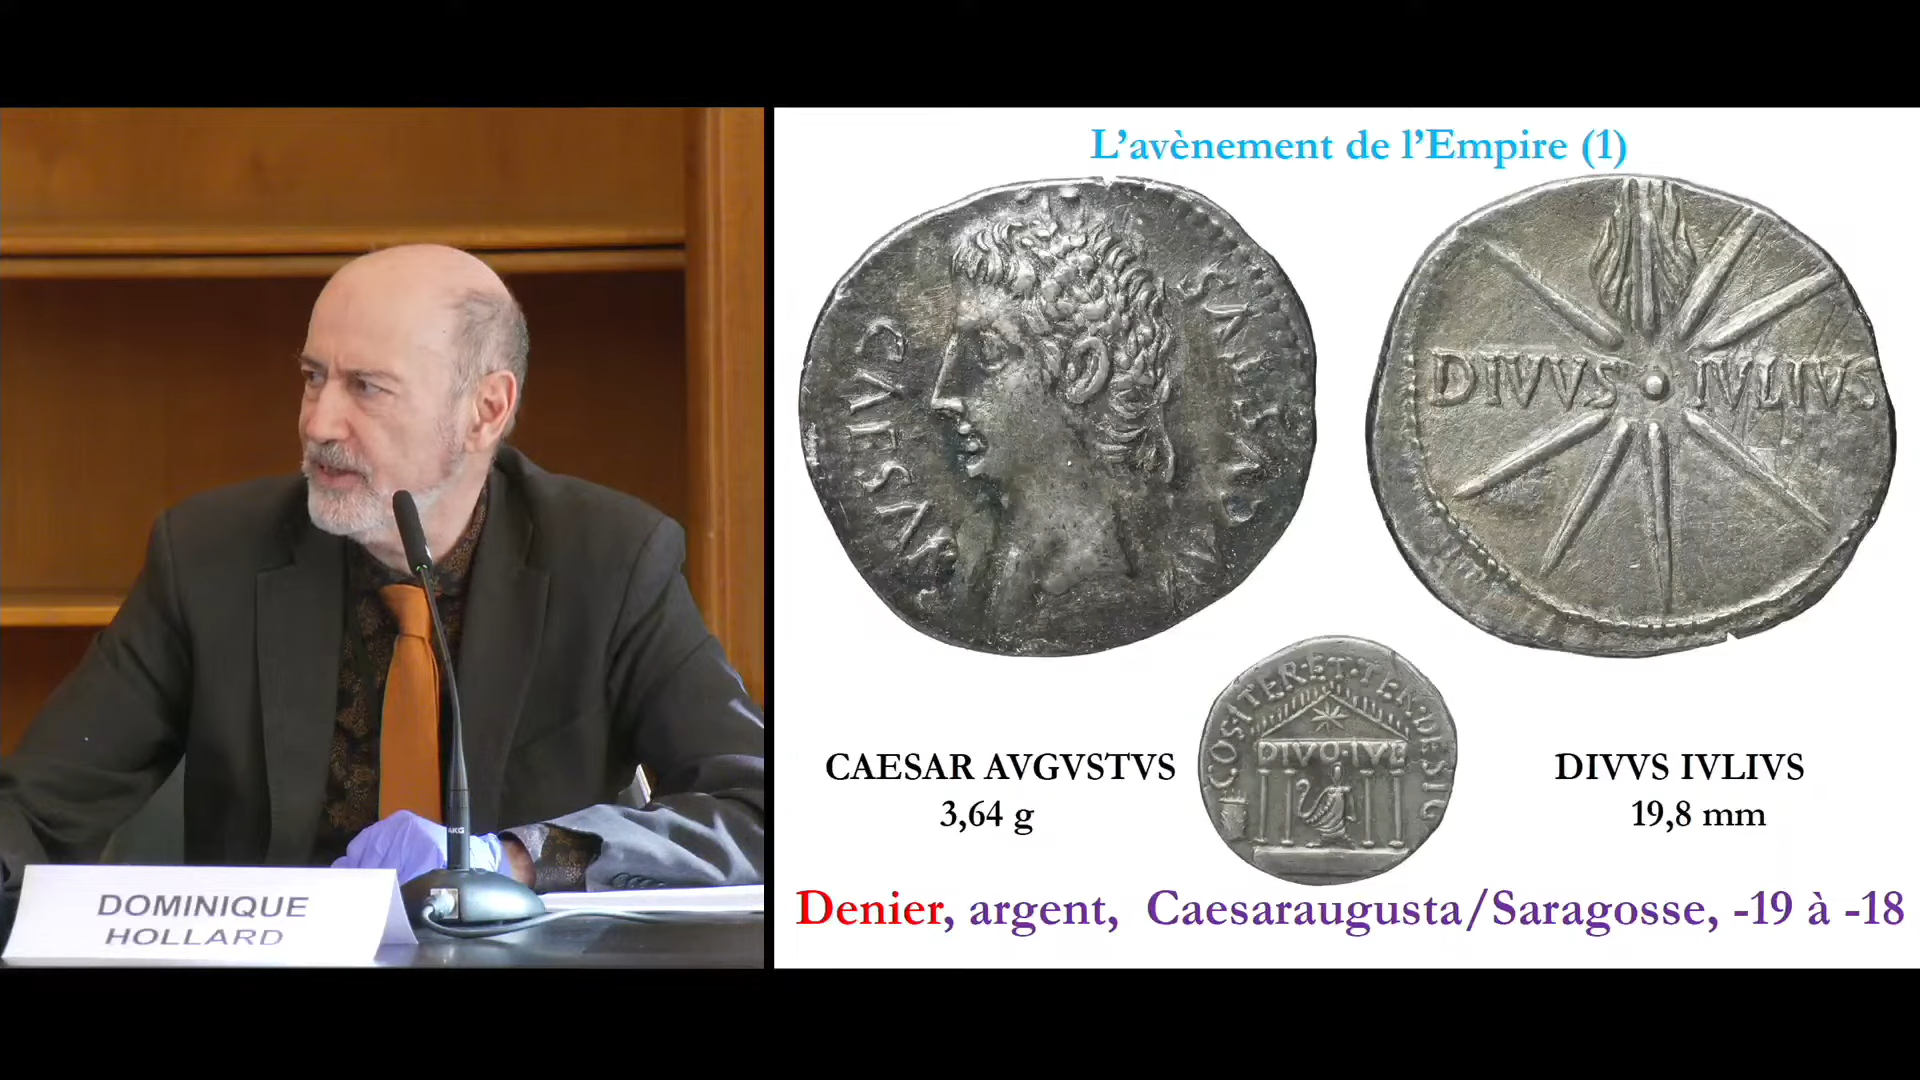 L'avènement de l'Empire (1)
CAESAR
AVGVSTVS
DIVVS IVLIVS
COS·ITER·ET·TER·DESIG
DIVO·IVL
CAESAR AVGVSTVS
3,64 g
DIVVS IVLIVS
19,8 mm
Denier, argent, Caesaraugusta/Saragosse, -19 à -18
AKG
DOMINIQUE
HOLLARD